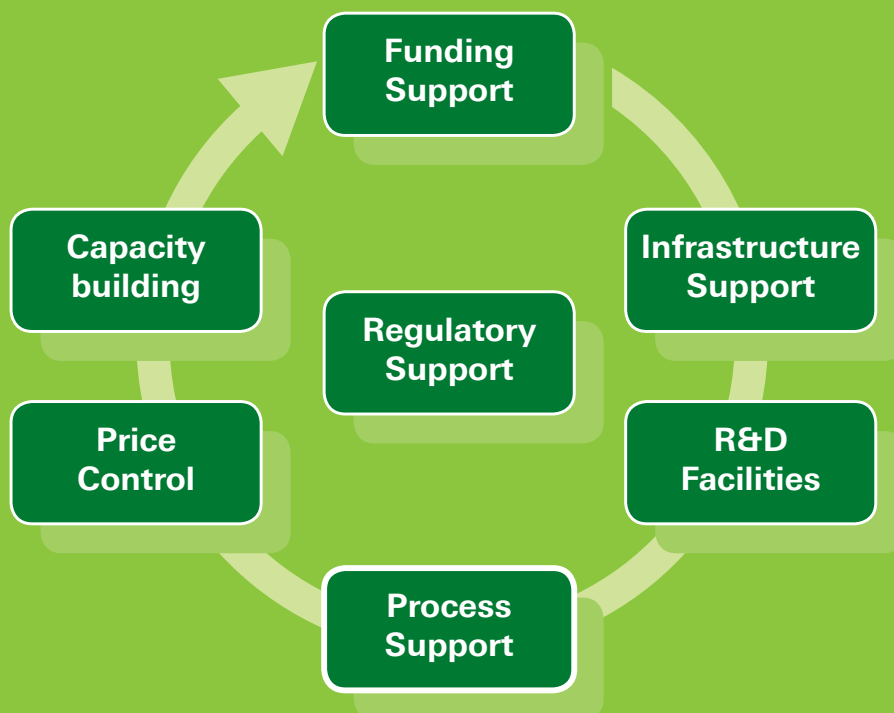 Funding
Support
Capacity
building
Infrastructure
Support
Regulatory
Support
Price
Control
R&D
Facilities
Process
Support